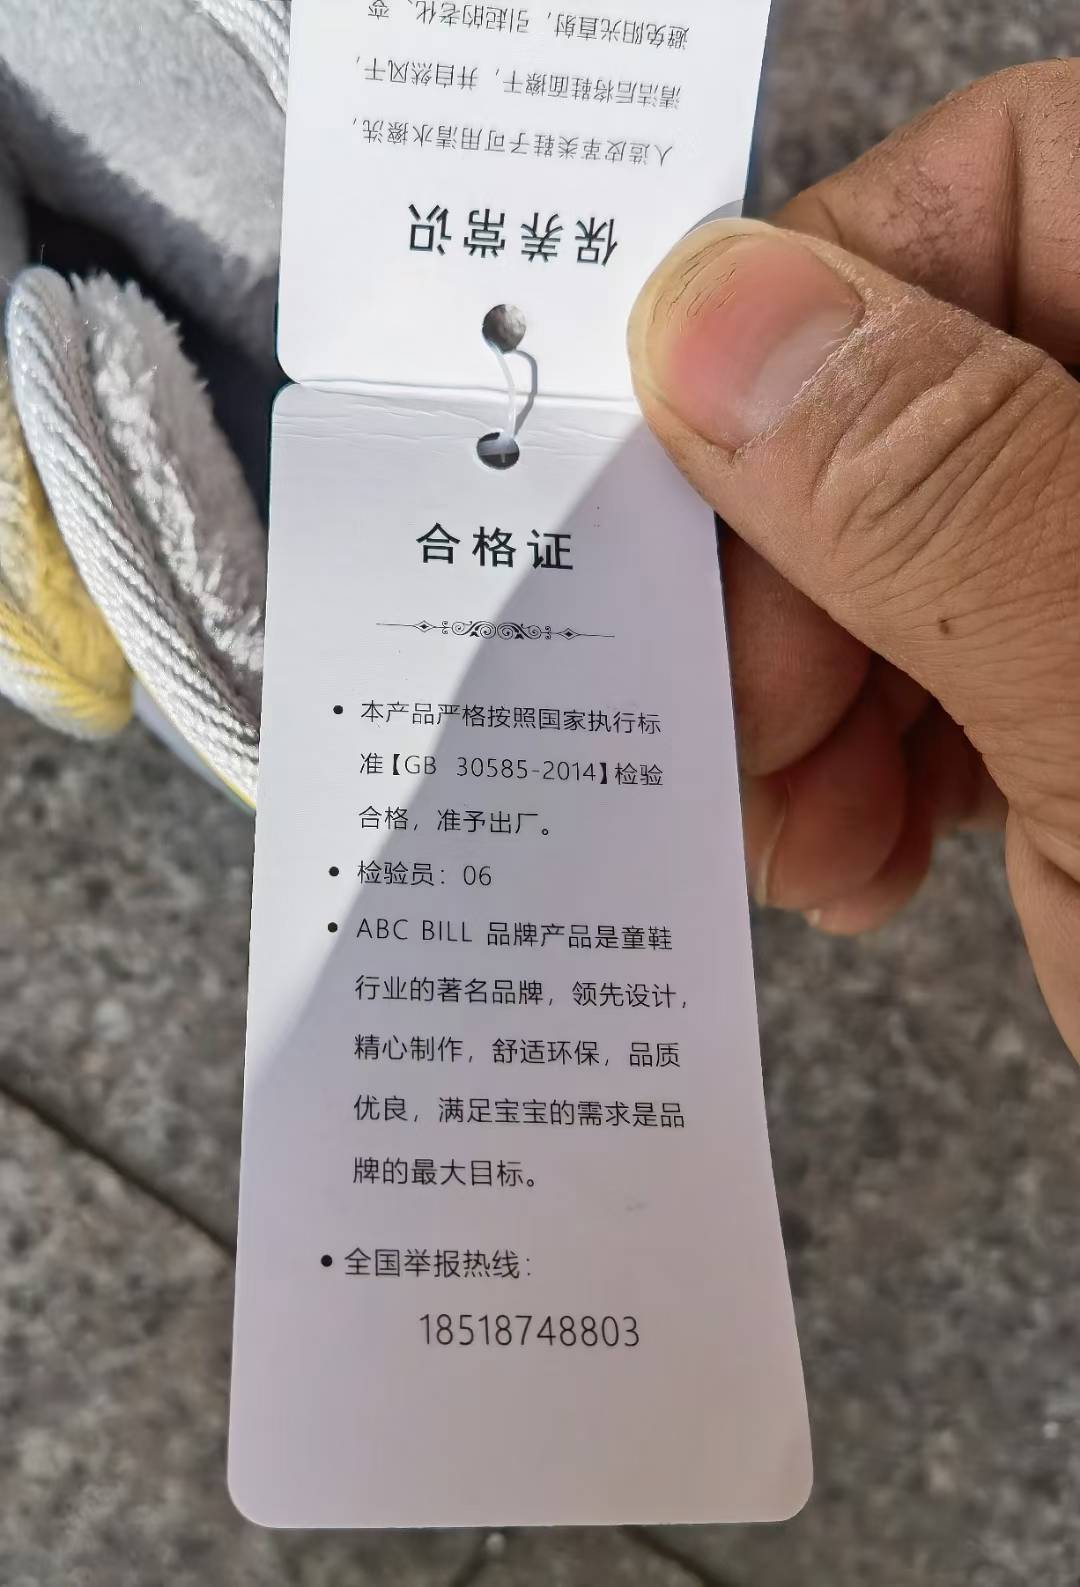 保养常识
人造皮革类鞋子可用清水擦洗，
清洁后将鞋面擦干，并自然风干，
避免阳光直射，引起的老化、变
合格证
• 本产品严格按照国家执行标
准【GB 30585-2014】检验
合格，准予出厂。
• 检验员：06
• ABC BILL 品牌产品是童鞋
行业的著名品牌，领先设计，
精心制作，舒适环保，品质
优良，满足宝宝的需求是品
牌的最大目标。
• 全国举报热线：
18518748803